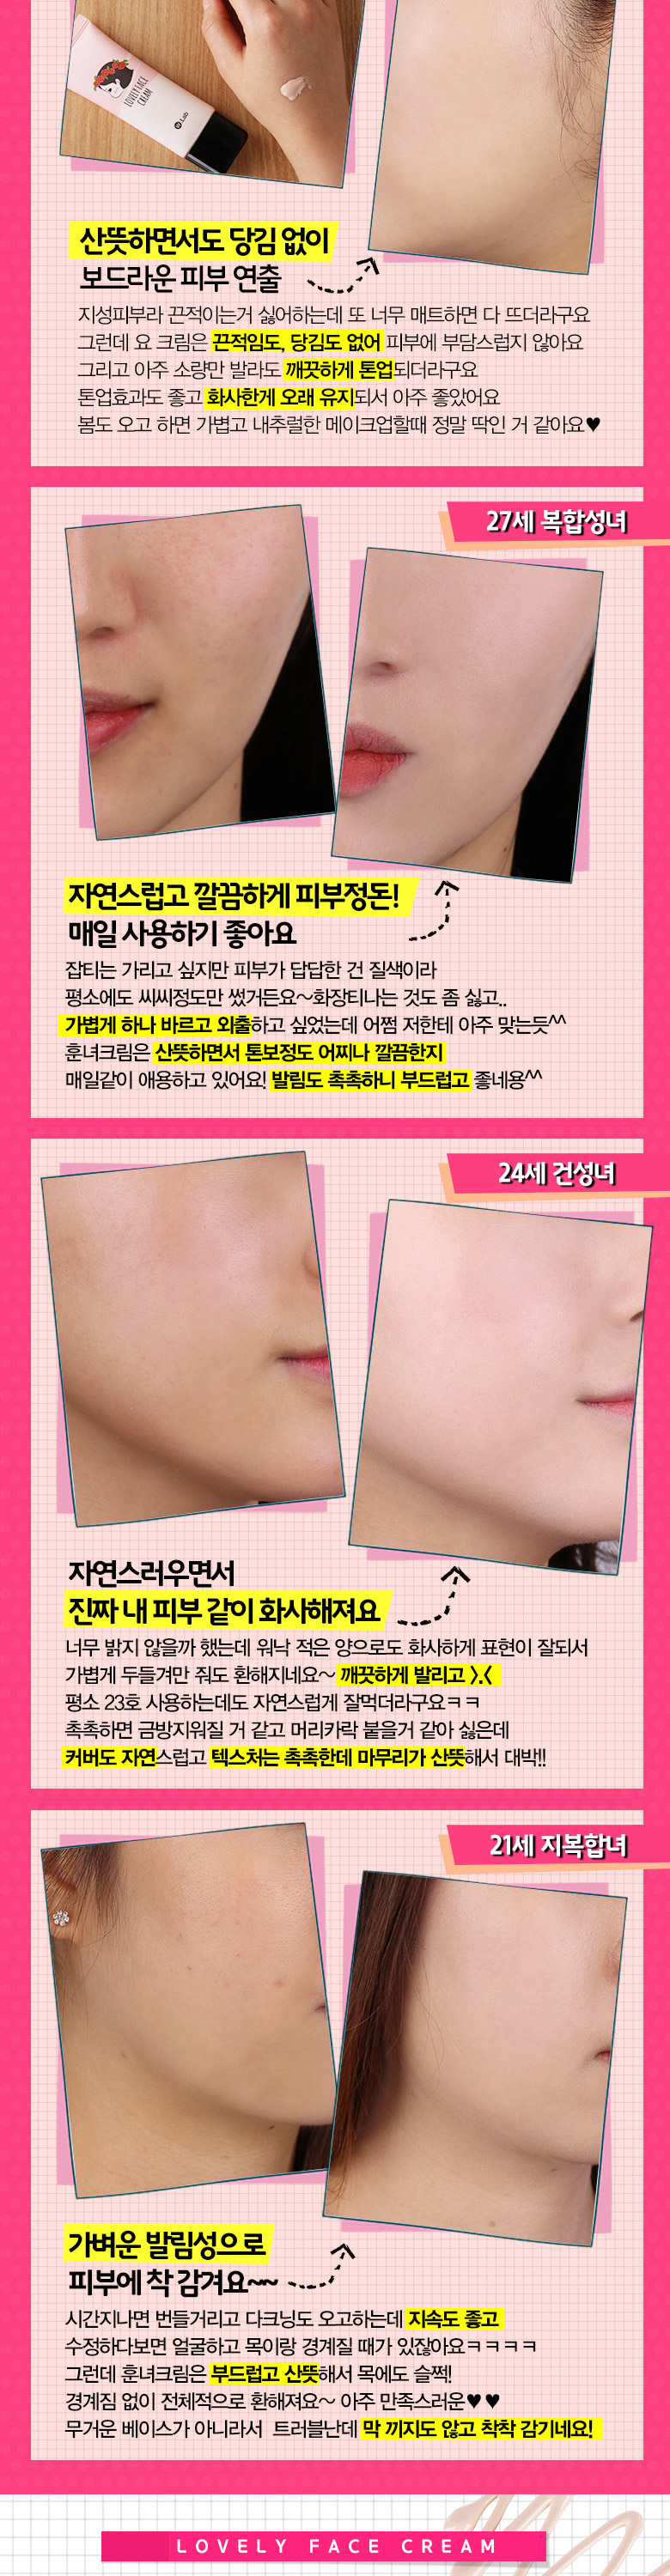 LOVELY FACE
CREAM
Lab
산뜻하면서도 당김 없이
보드라운 피부 연출
지성피부라 끈적이는거 싫어하는데 또 너무 매트하면 다 뜨더라구요
그런데 요 크림은 끈적임도, 당김도 없어 피부에 부담스럽지 않아요
그리고 아주 소량만 발라도 깨끗하게 톤업되더라구요
톤업효과도 좋고 화사한게 오래 유지되서 아주 좋았어요
봄도 오고 하면 가볍고 내추럴한 메이크업할때 정말 딱인 거 같아요♥
27세 복합성녀
자연스럽고 깔끔하게 피부정돈!
매일 사용하기 좋아요
잡티는 가리고 싶지만 피부가 답답한 건 질색이라
평소에도 씨씨정도만 썼거든요~화장티나는 것도 좀 싫고..
가볍게 하나 바르고 외출하고 싶었는데 어쩜 저한테 아주 맞는듯^^
훈녀크림은 산뜻하면서 톤보정도 어찌나 깔끔한지
매일같이 애용하고 있어요! 발림도 촉촉하니 부드럽고 좋네용^^
24세 건성녀
자연스러우면서
진짜 내 피부 같이 화사해져요
너무 밝지 않을까 했는데 워낙 적은 양으로도 화사하게 표현이 잘되서
가볍게 두들겨만 줘도 환해지네요~ 깨끗하게 발리고 >.<
평소 23호 사용하는데도 자연스럽게 잘먹더라구요ㅋㅋ
촉촉하면 금방지워질 거 같고 머리카락 붙을거 같아 싫은데
커버도 자연스럽고 텍스처는 촉촉한데 마무리가 산뜻해서 대박!!
21세 지복합녀
가벼운 발림성으로
피부에 착 감겨요~~
시간지나면 번들거리고 다크닝도 오고하는데 지속도 좋고
수정하다보면 얼굴하고 목이랑 경계질 때가 있잖아요ㅋㅋㅋㅋ
그런데 훈녀크림은 부드럽고 산뜻해서 목에도 슬쩍!
경계짐 없이 전체적으로 환해져요~ 아주 만족스러운♥♥
무거운 베이스가 아니라서 트러블난데 막 끼지도 않고 착착 감기네요!
LOVELY FACE CREAM